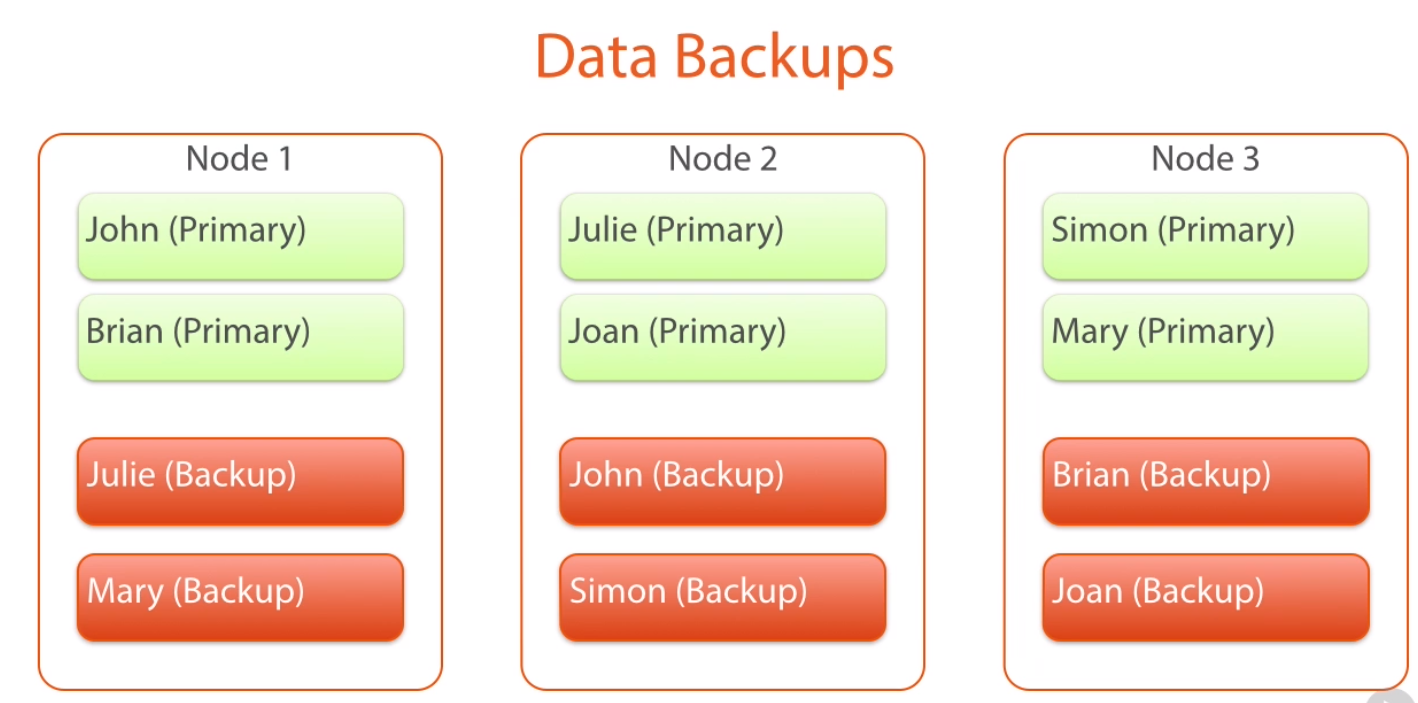 Data Backups
Node 1
John (Primary)
Brian (Primary)
Julie (Backup)
Mary (Backup)
Node 2
Julie (Primary)
Joan (Primary)
John (Backup)
Simon (Backup)
Node 3
Simon (Primary)
Mary (Primary)
Brian (Backup)
Joan (Backup)